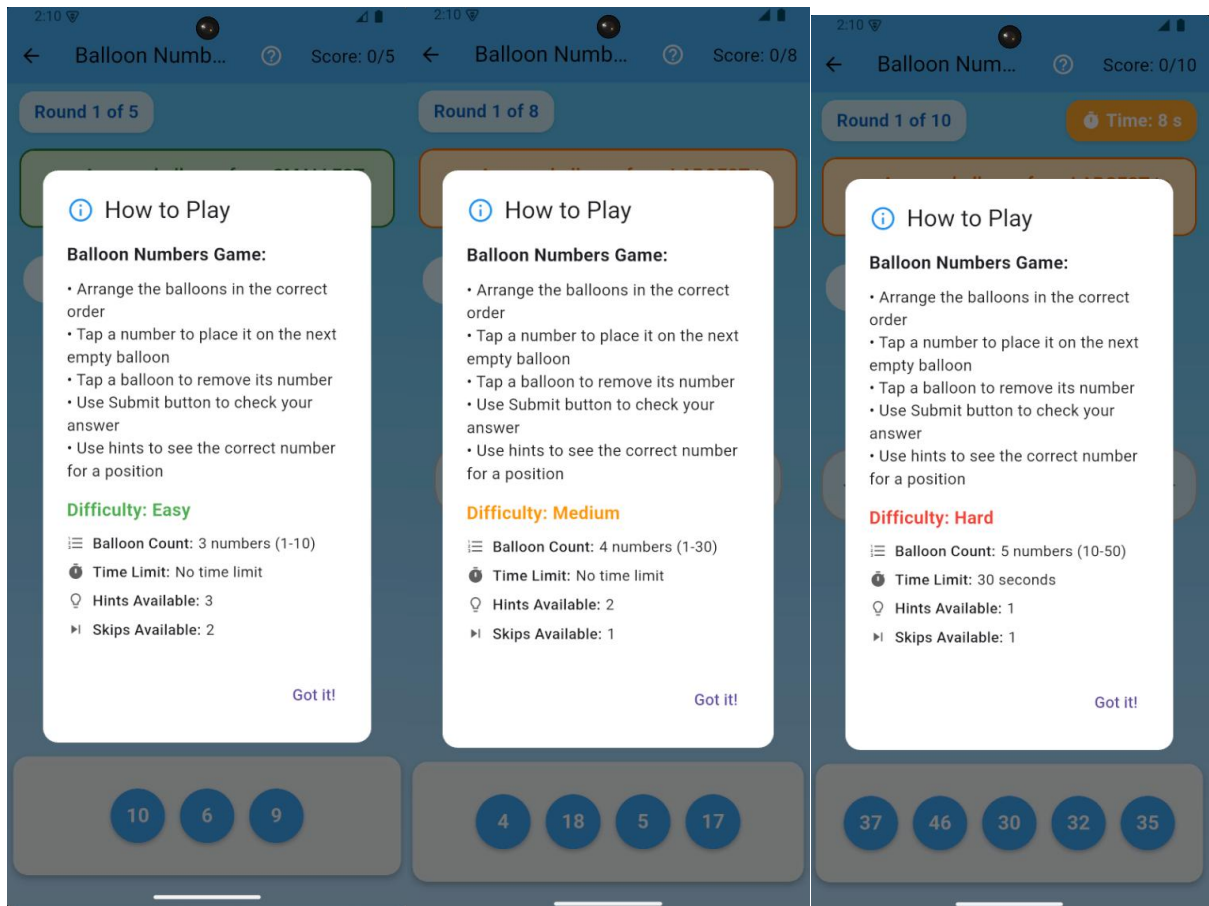 2:10
Balloon Numb...
Score: 0/5
Round 1 of 5
How to Play
Balloon Numbers Game:
• Arrange the balloons in the correct
order
• Tap a number to place it on the next
empty balloon
• Tap a balloon to remove its number
• Use Submit button to check your
answer
• Use hints to see the correct number
for a position
Difficulty: Easy
Balloon Count: 3 numbers (1-10)
Time Limit: No time limit
Hints Available: 3
Skips Available: 2
Got it!
10 6 9
2:10
Balloon Numb...
Score: 0/8
Round 1 of 8
How to Play
Balloon Numbers Game:
• Arrange the balloons in the correct
order
• Tap a number to place it on the next
empty balloon
• Tap a balloon to remove its number
• Use Submit button to check your
answer
• Use hints to see the correct number
for a position
Difficulty: Medium
Balloon Count: 4 numbers (1-30)
Time Limit: No time limit
Hints Available: 2
Skips Available: 1
Got it!
4 18 5 17
2:10
Balloon Num...
Score: 0/10
Round 1 of 10
Time: 8 s
How to Play
Balloon Numbers Game:
• Arrange the balloons in the correct
order
• Tap a number to place it on the next
empty balloon
• Tap a balloon to remove its number
• Use Submit button to check your
answer
• Use hints to see the correct number
for a position
Difficulty: Hard
Balloon Count: 5 numbers (10-50)
Time Limit: 30 seconds
Hints Available: 1
Skips Available: 1
Got it!
37 46 30 32 35